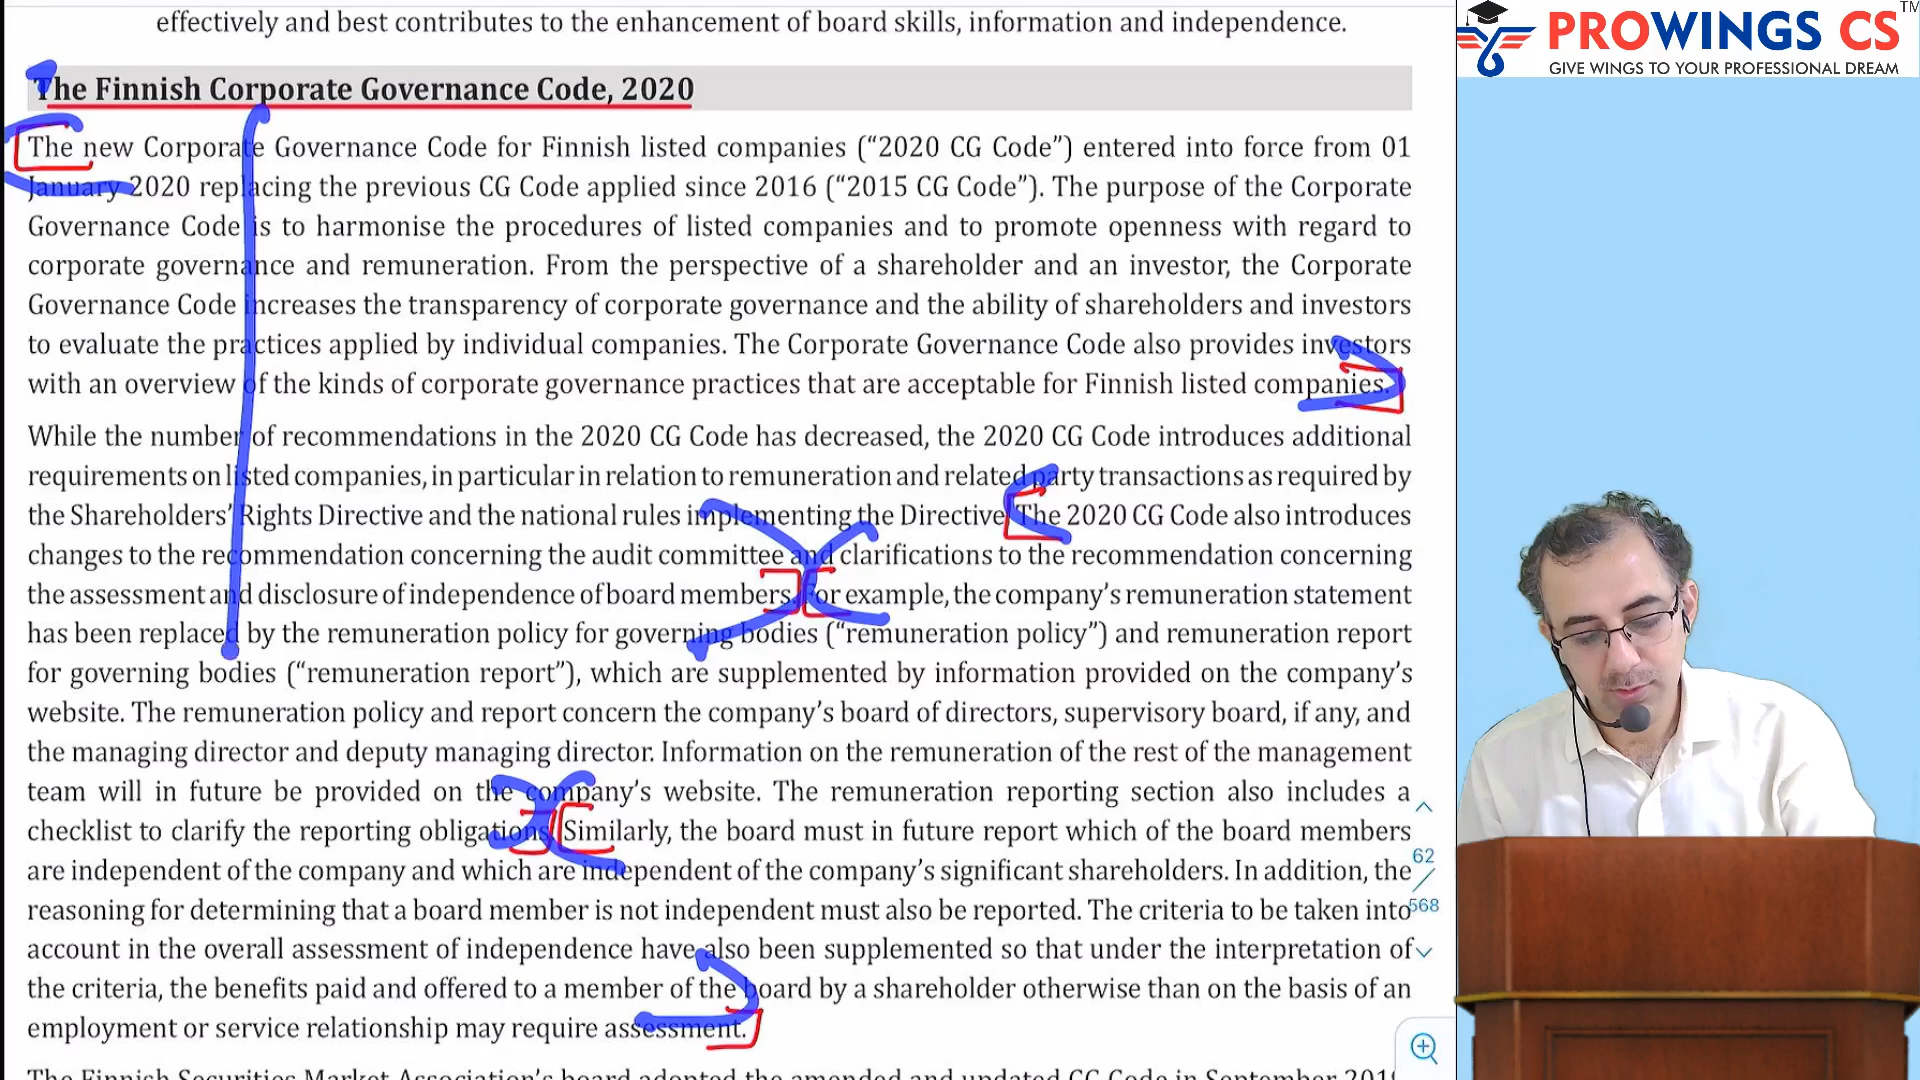 effectively and best contributes to the enhancement of board skills, information and independence.
PROWINGS CS TM
GIVE WINGS TO YOUR PROFESSIONAL DREAM
The Finnish Corporate Governance Code, 2020
The new Corporate Governance Code for Finnish listed companies (“2020 CG Code”) entered into force from 01
January 2020 replacing the previous CG Code applied since 2016 (“2015 CG Code”). The purpose of the Corporate
Governance Code is to harmonise the procedures of listed companies and to promote openness with regard to
corporate governance and remuneration. From the perspective of a shareholder and an investor, the Corporate
Governance Code increases the transparency of corporate governance and the ability of shareholders and investors
to evaluate the practices applied by individual companies. The Corporate Governance Code also provides investors
with an overview of the kinds of corporate governance practices that are acceptable for Finnish listed companies.
While the number of recommendations in the 2020 CG Code has decreased, the 2020 CG Code introduces additional
requirements on listed companies, in particular in relation to remuneration and related party transactions as required by
the Shareholders’ Rights Directive and the national rules implementing the Directive. The 2020 CG Code also introduces
changes to the recommendation concerning the audit committee and clarifications to the recommendation concerning
the assessment and disclosure of independence of board members. For example, the company’s remuneration statement
has been replaced by the remuneration policy for governing bodies (“remuneration policy”) and remuneration report
for governing bodies (“remuneration report”), which are supplemented by information provided on the company’s
website. The remuneration policy and report concern the company’s board of directors, supervisory board, if any, and
the managing director and deputy managing director. Information on the remuneration of the rest of the management
team will in future be provided on the company’s website. The remuneration reporting section also includes a
checklist to clarify the reporting obligations. Similarly, the board must in future report which of the board members
are independent of the company and which are independent of the company’s significant shareholders. In addition, the
reasoning for determining that a board member is not independent must also be reported. The criteria to be taken into
account in the overall assessment of independence have also been supplemented so that under the interpretation of
the criteria, the benefits paid and offered to a member of the board by a shareholder otherwise than on the basis of an
employment or service relationship may require assessment.
The Finnish Securities Market Association’s board adopted the amended and updated CG Code in September 2019
62
568